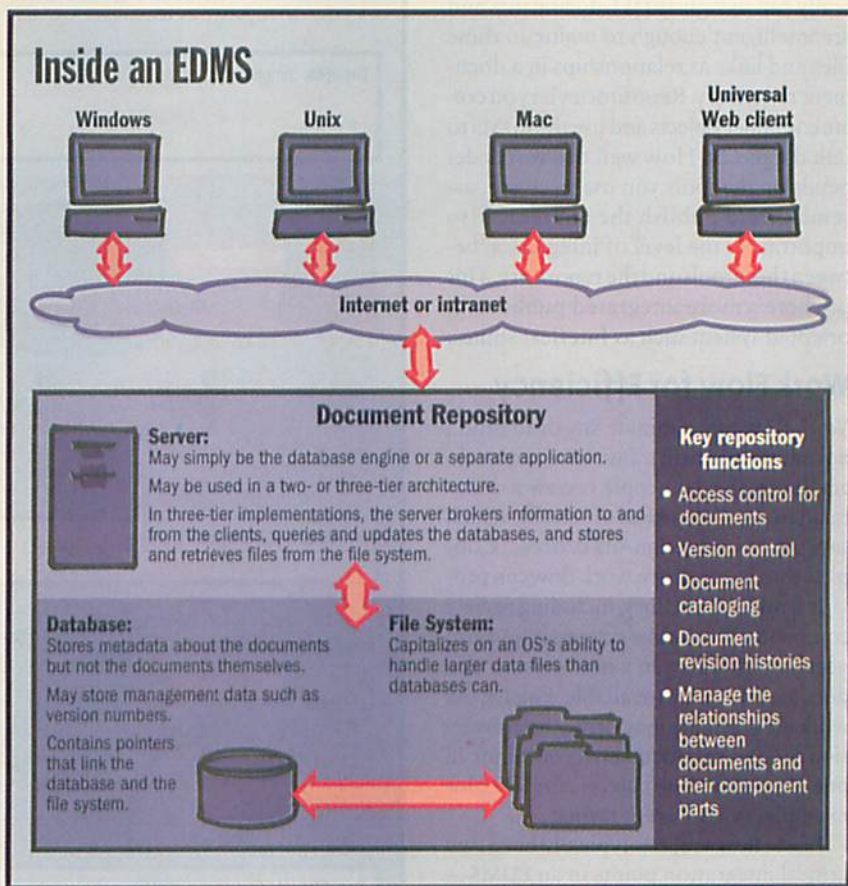 Inside an EDMS
Windows
Unix
Mac
Universal
Web client
Internet or intranet
Document Repository
Server:
May simply be the database engine or a separate application.
May be used in a two- or three-tier architecture.
In three-tier implementations, the server brokers information to and
from the clients, queries and updates the databases, and stores
and retrieves files from the file system.
Database:
Stores metadata about the documents
but not the documents themselves.
May store management data such as
version numbers.
Contains pointers
that link the
database and the
file system.
File System:
Capitalizes on an OS's ability to
handle larger data files than
databases can.
Key repository
functions
• Access control for
documents
• Version control
• Document
cataloging
• Document
revision histories
• Manage the
relationships
between
documents and
their component
parts